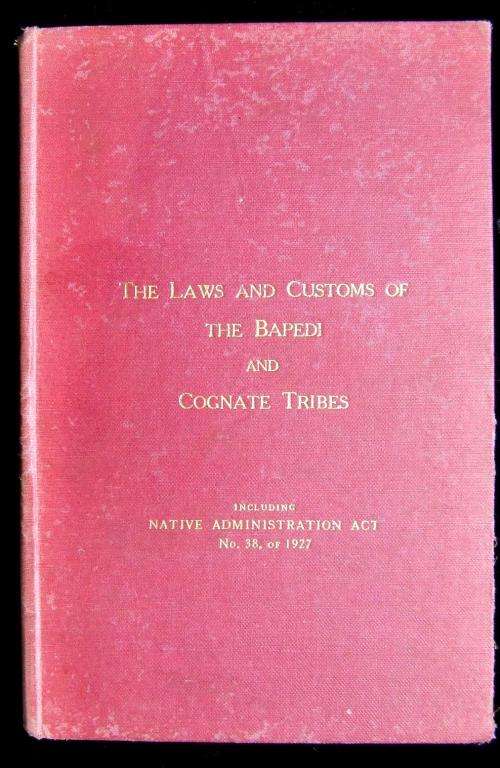 The Laws and Customs of
the Bapedi
and
Cognate Tribes
including
Native Administration Act
No. 38, of 1927